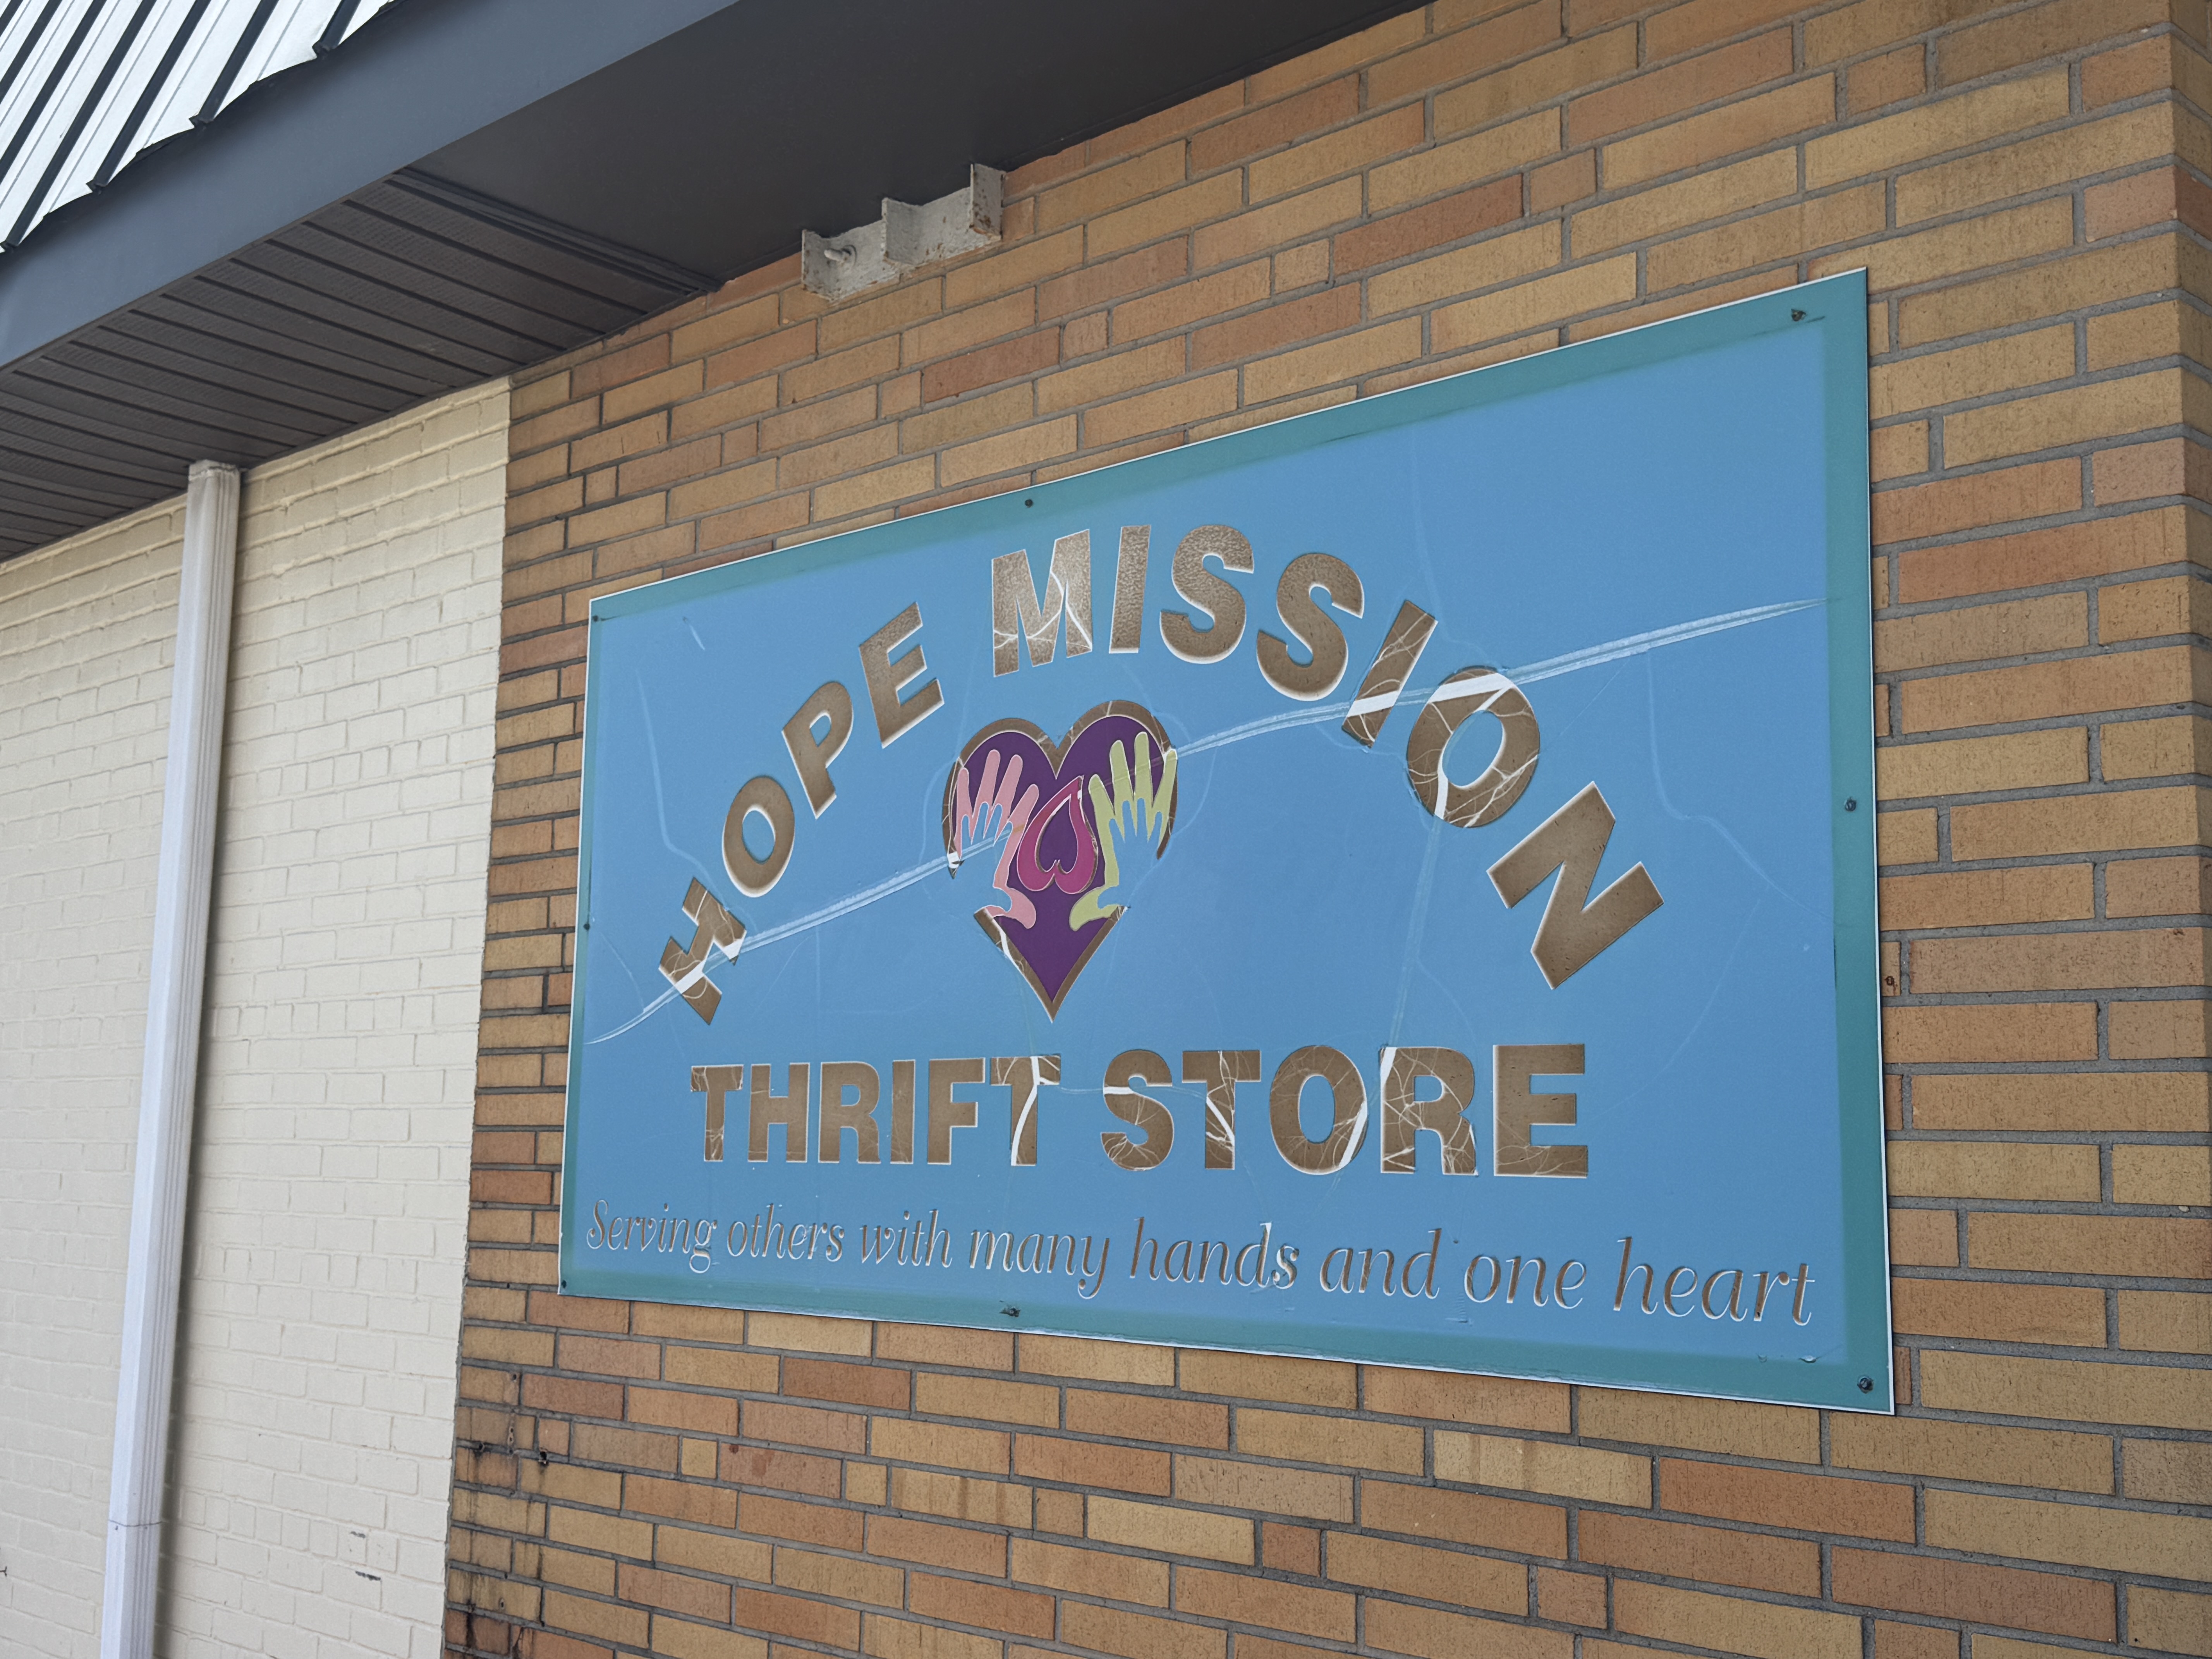 HOPE MISSION
THRIFT STORE
Serving others with many hands and one heart